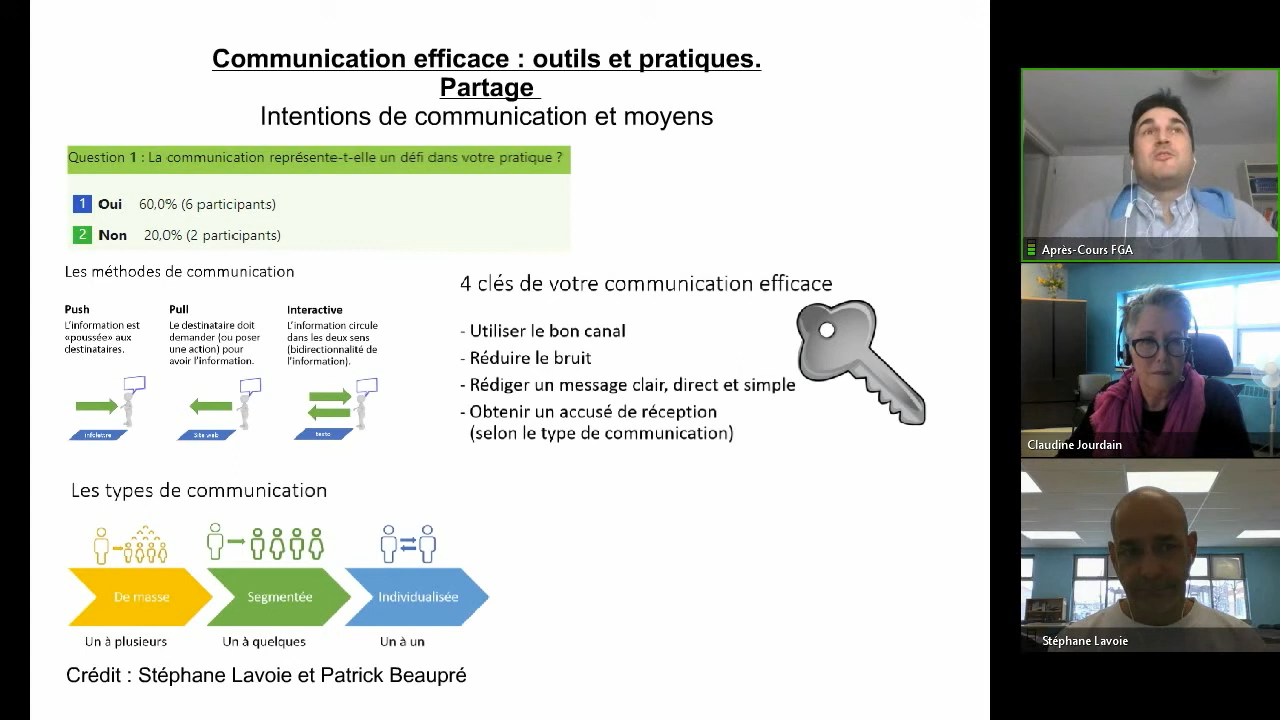 Communication efficace : outils et pratiques.
Partage
Intentions de communication et moyens
Question 1 : La communication représente-t-elle un défi dans votre pratique ?
1 Oui 60,0% (6 participants)
2 Non 20,0% (2 participants)
Les méthodes de communication
Push
L'information est
«poussée» aux
destinataires.
Pull
Le destinataire doit
demander (ou poser
une action) pour
avoir l'information.
Interactive
L'information circule
dans les deux sens
(bidirectionnalité de
l'information).
infolettre
Site web
texto
4 clés de votre communication efficace
- Utiliser le bon canal
- Réduire le bruit
- Rédiger un message clair, direct et simple
- Obtenir un accusé de réception
(selon le type de communication)
Les types de communication
De masse
Segmentée
Individualisée
Un à plusieurs
Un à quelques
Un à un
Crédit : Stéphane Lavoie et Patrick Beaupré
Après-Cours FGA
Claudine Jourdain
Stéphane Lavoie